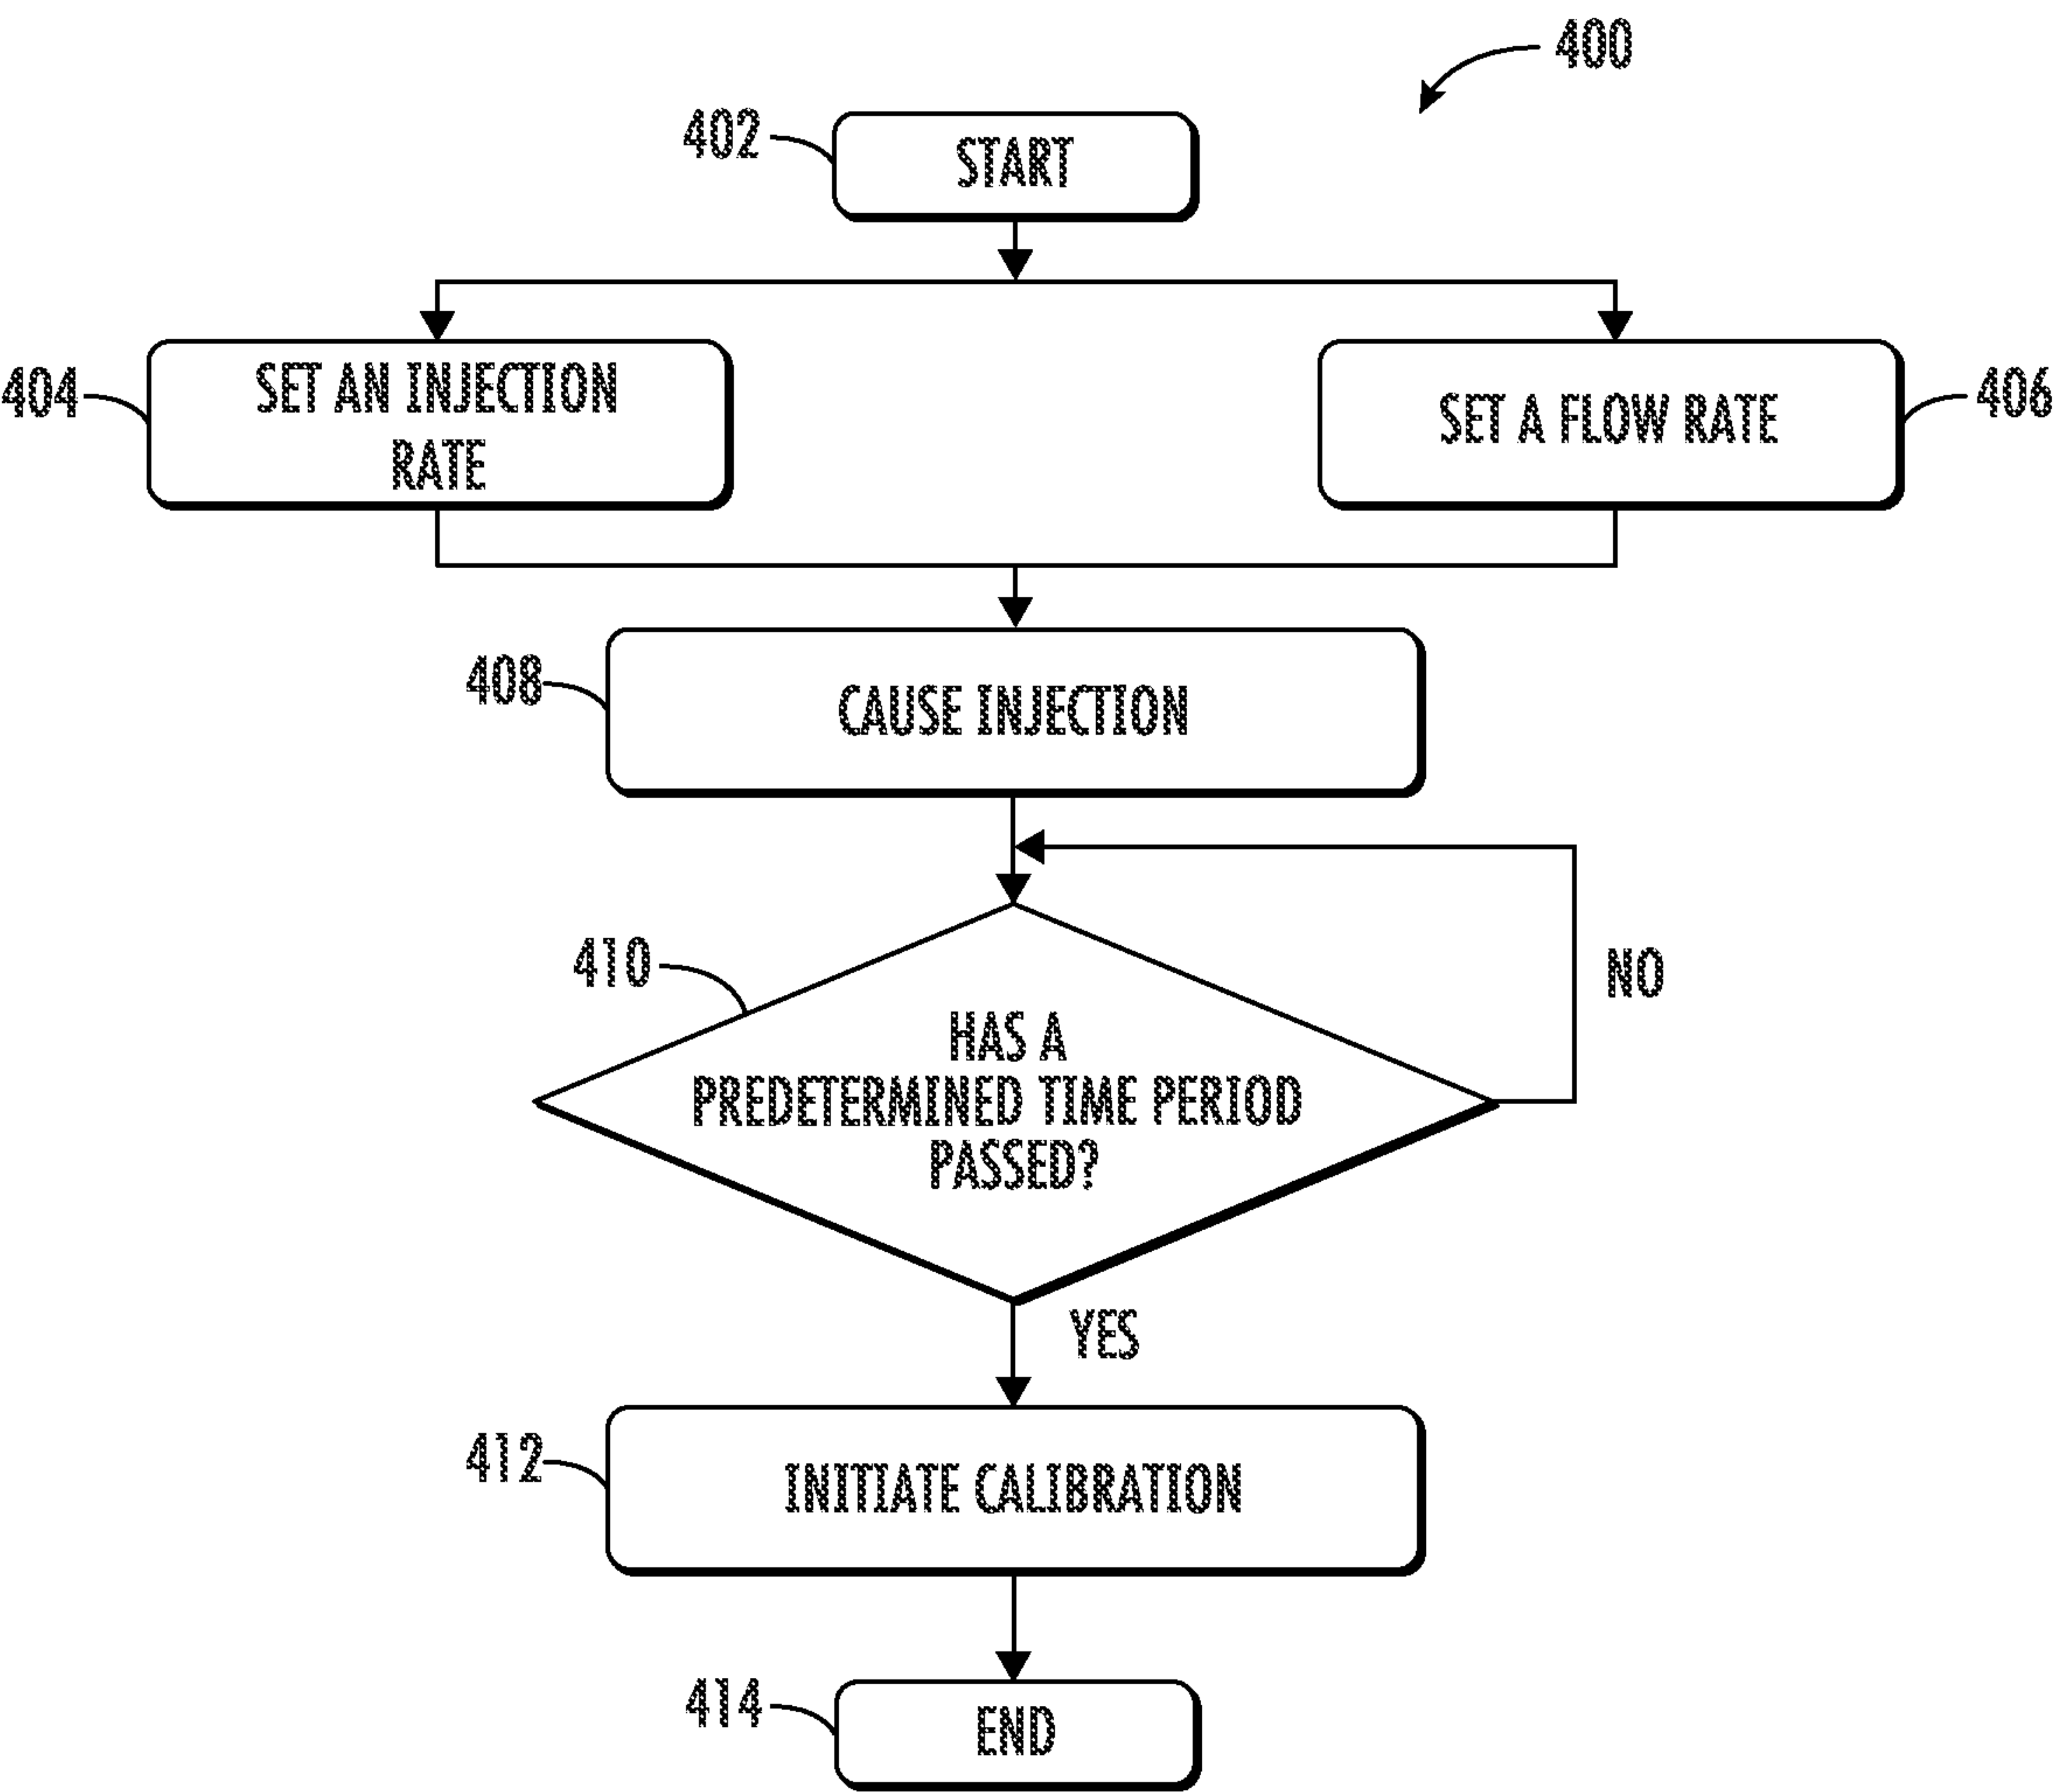 400
402
START
404
SET AN INJECTION
RATE
SET A FLOW RATE
406
408
CAUSE INJECTION
410
NO
HAS A
PREDETERMINED TIME PERIOD
PASSED?
YES
412
INITIATE CALIBRATION
414
END